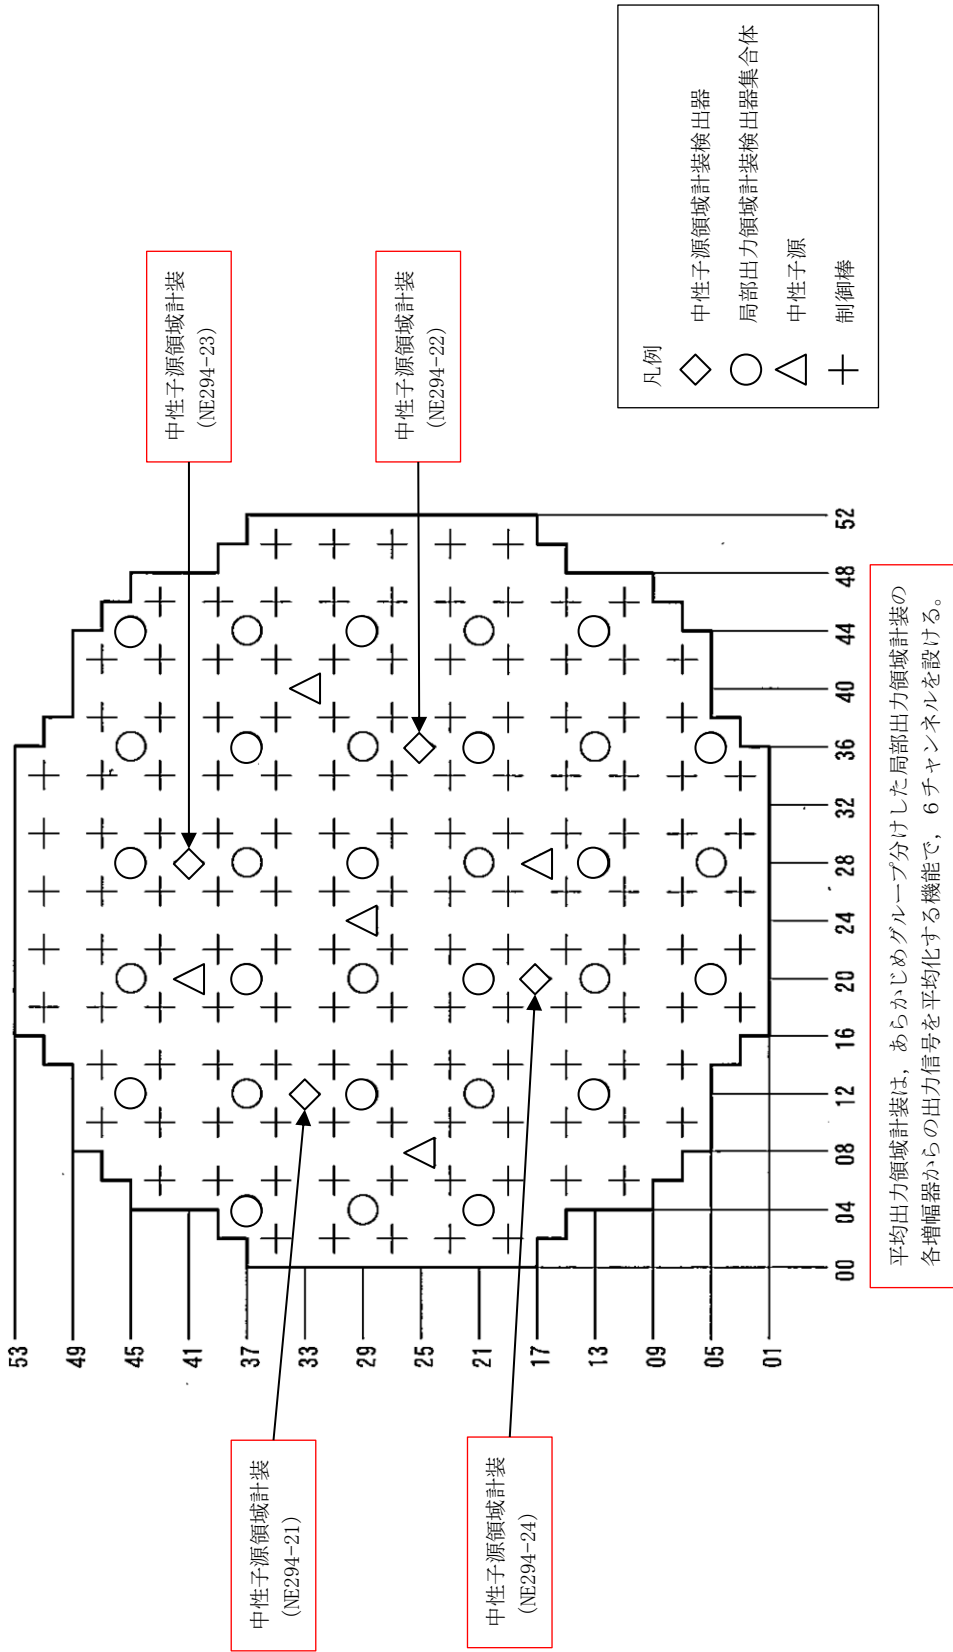 中性子源領域計装
(NE294-21)
中性子源領域計装
(NE294-24)
中性子源領域計装
(NE294-23)
中性子源領域計装
(NE294-22)
53
49
45
41
37
33
29
25
21
17
13
09
05
01
00
04
08
12
16
20
24
28
32
36
40
44
48
52
凡例
中性子源領域計装検出器
局部出力領域計装検出器集合体
中性子源
制御棒
平均出力領域計装は，あらかじめグループ分けした局部出力領域計装の
各増幅器からの出力信号を平均化する機能で，6チャンネルを設ける。